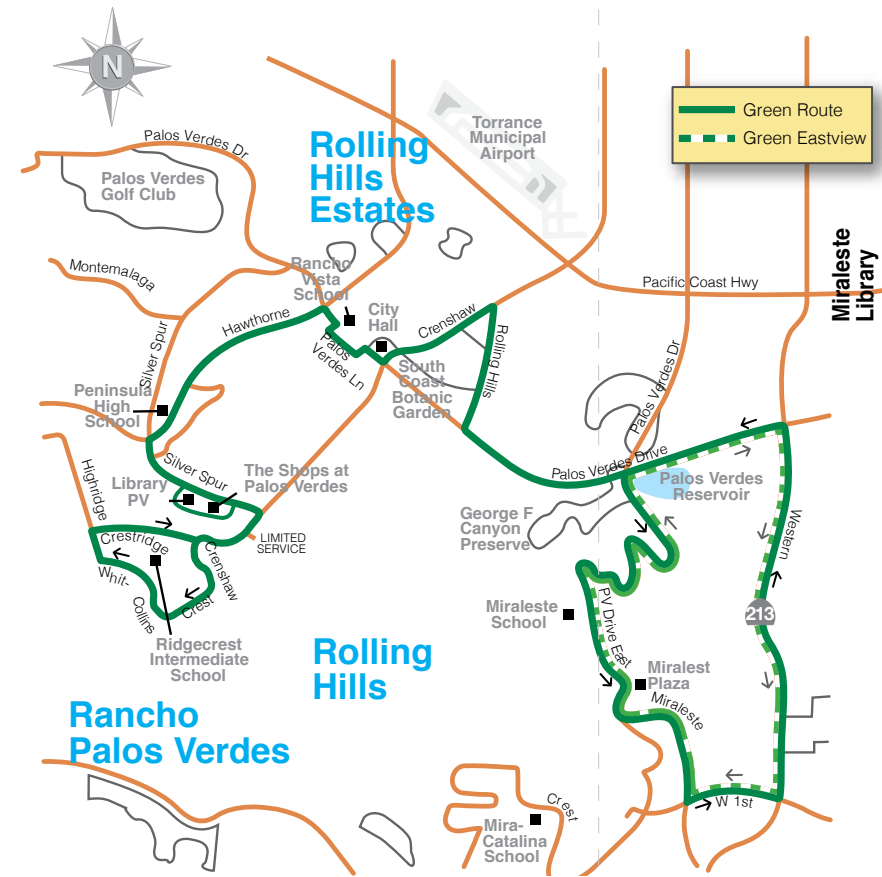 N
Palos Verdes Dr
Palos Verdes
Golf Club
Rolling
Hills
Estates
Torrance
Municipal
Airport
Green Route
Green Eastview
Miraleste
Library
Montemalaga
Rancho
Vista
School
Pacific Coast Hwy
Hawthorne
City
Hall
Crenshaw
Rolling Hills
Palos
Verdes Ln
Silver Spur
South
Coast
Botanic
Garden
Palos Verdes Dr
Peninsula
High
School
Silver Spur
The Shops at
Palos Verdes
Library
PV
Highridge
Palos Verdes Drive
Palos Verdes
Reservoir
George F
Canyon
Preserve
Western
LIMITED
SERVICE
Crestridge
Crenshaw
Whit-
Collins
Crest
213
Miraleste
School
PV Drive East
Ridgecrest
Intermediate
School
Rolling
Hills
Miralest
Plaza
Miraleste
Rancho
Palos Verdes
W 1st
Crest
Mira-
Catalina
School